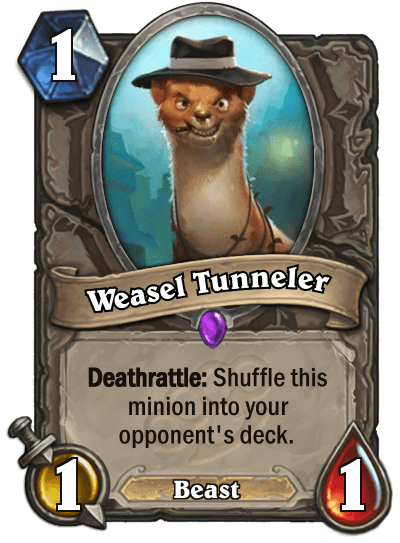 1
Weasel Tunneler
Deathrattle: Shuffle this
minion into your
opponent's deck.
1
Beast
1